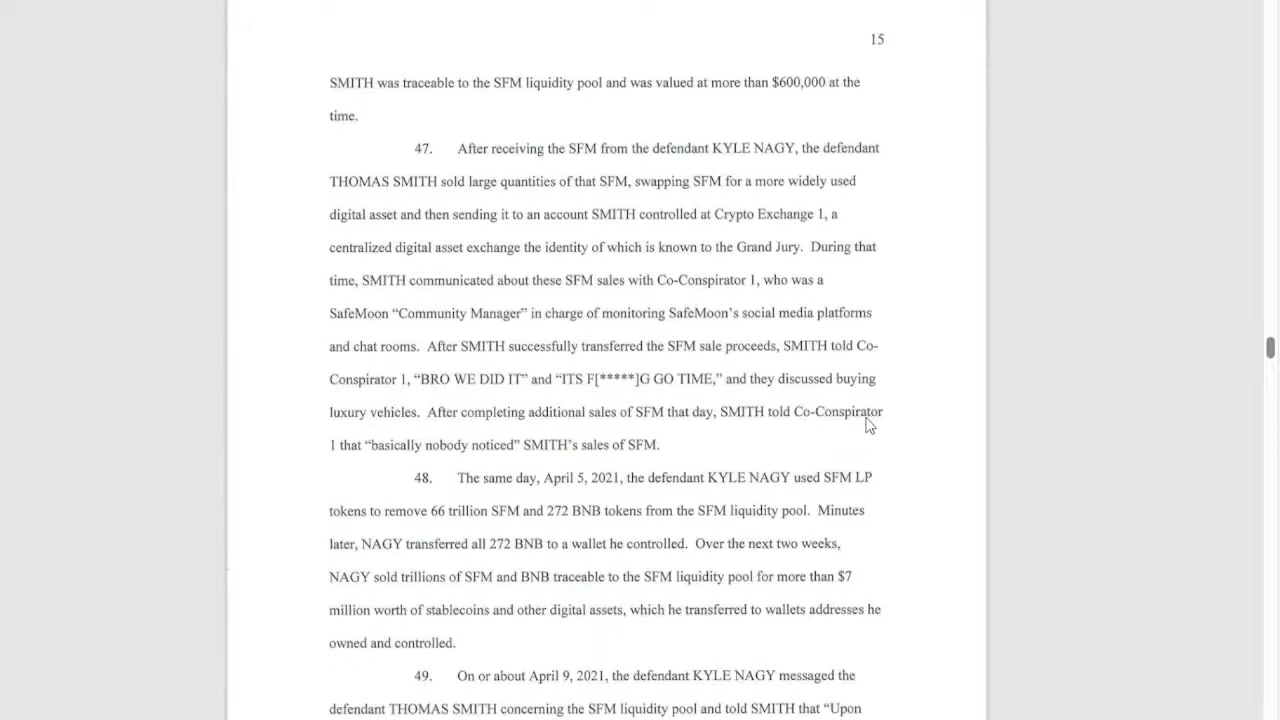 15
SMITH was traceable to the SFM liquidity pool and was valued at more than $600,000 at the
time.
47. After receiving the SFM from the defendant KYLE NAGY, the defendant
THOMAS SMITH sold large quantities of that SFM, swapping SFM for a more widely used
digital asset and then sending it to an account SMITH controlled at Crypto Exchange 1, a
centralized digital asset exchange the identity of which is known to the Grand Jury. During that
time, SMITH communicated about these SFM sales with Co-Conspirator 1, who was a
SafeMoon “Community Manager” in charge of monitoring SafeMoon’s social media platforms
and chat rooms. After SMITH successfully transferred the SFM sale proceeds, SMITH told Co-
Conspirator 1, “BRO WE DID IT” and “ITS F[*****]G GO TIME,” and they discussed buying
luxury vehicles. After completing additional sales of SFM that day, SMITH told Co-Conspirator
1 that “basically nobody noticed” SMITH’s sales of SFM.
48. The same day, April 5, 2021, the defendant KYLE NAGY used SFM LP
tokens to remove 66 trillion SFM and 272 BNB tokens from the SFM liquidity pool. Minutes
later, NAGY transferred all 272 BNB to a wallet he controlled. Over the next two weeks,
NAGY sold trillions of SFM and BNB traceable to the SFM liquidity pool for more than $7
million worth of stablecoins and other digital assets, which he transferred to wallets addresses he
owned and controlled.
49. On or about April 9, 2021, the defendant KYLE NAGY messaged the
defendant THOMAS SMITH concerning the SFM liquidity pool and told SMITH that “Upon